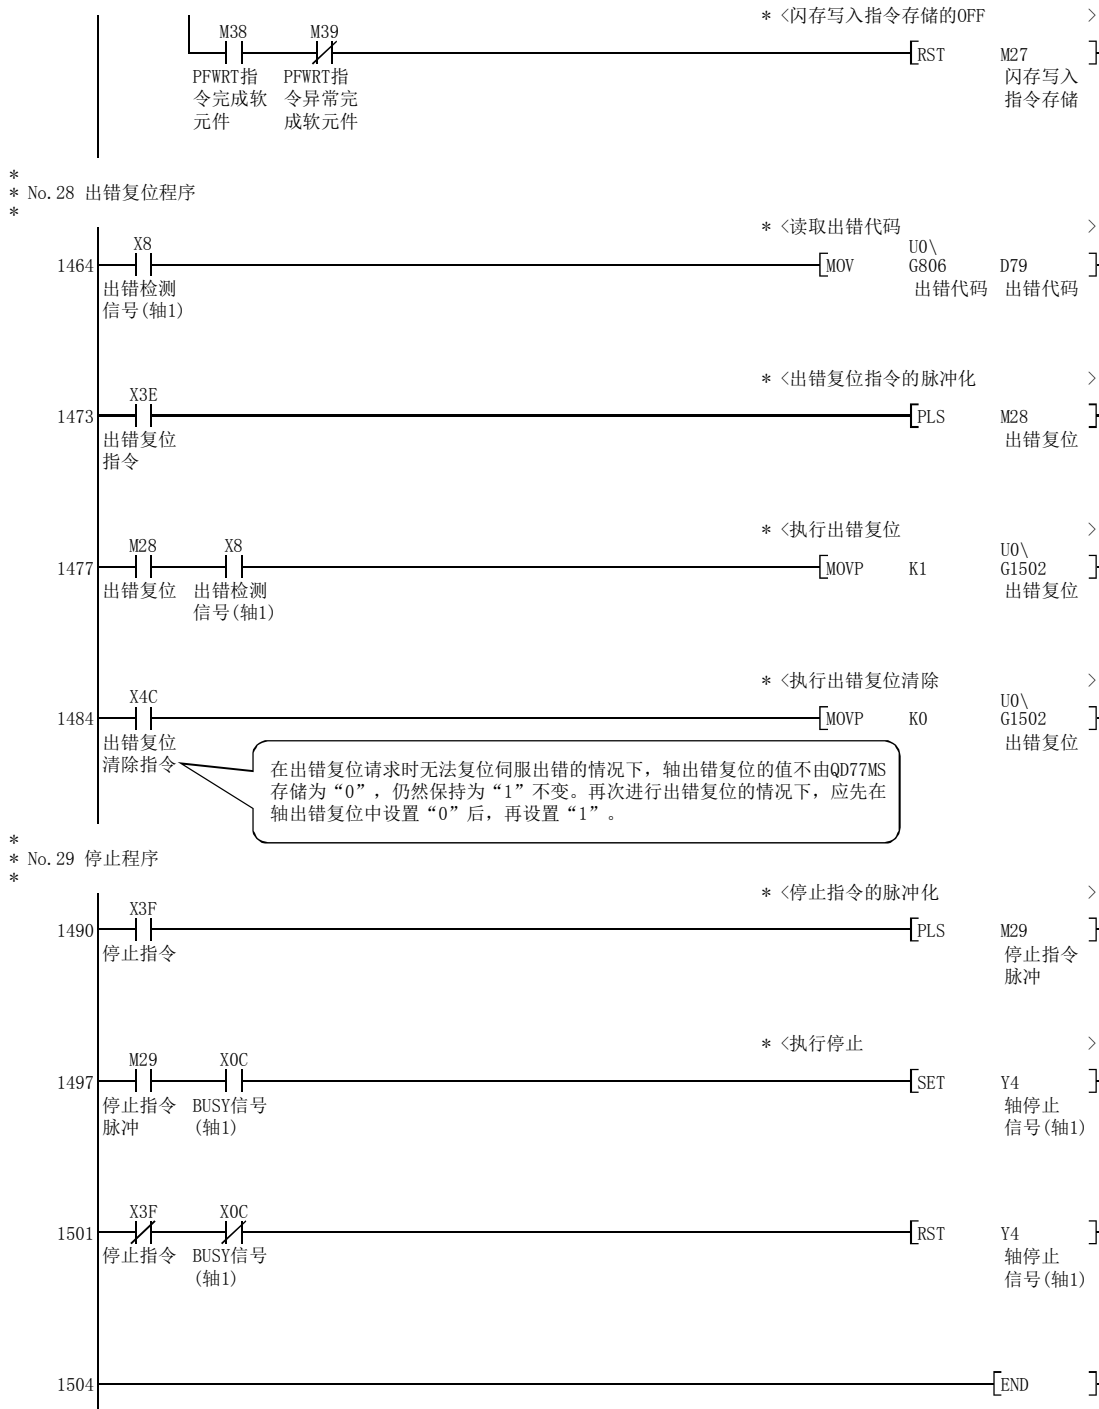 * <闪存写入指令存储的OFF >
M38 M39
RST M27
PFWRT指 PFWRT指 闪存写入
令完成软 令异常完 指令存储
元件 成软元件
*
* No.28 出错复位程序
*
* <读取出错代码 >
X8 U0\
1464 MOV G806 D79
出错检测 出错代码 出错代码
信号(轴1)
* <出错复位指令的脉冲化 >
X3E
1473 PLS M28
出错复位 出错复位
指令
* <执行出错复位 >
M28 X8 U0\
1477 MOVP K1 G1502
出错复位 出错检测 出错复位
信号(轴1)
* <执行出错复位清除 >
X4C U0\
1484 MOVP K0 G1502
出错复位 出错复位
清除指令
在出错复位请求时无法复位伺服出错的情况下，轴出错复位的值不由QD77MS
存储为“0”，仍然保持为“1”不变。再次进行出错复位的情况下，应先在
轴出错复位中设置“0”后，再设置“1”。
*
* No.29 停止程序
*
* <停止指令的脉冲化 >
X3F
1490 PLS M29
停止指令 停止指令
脉冲
* <执行停止 >
M29 X0C
1497 SET Y4
停止指令 BUSY信号 轴停止
脉冲 (轴1) 信号(轴1)
X3F X0C
1501 RST Y4
停止指令 BUSY信号 轴停止
(轴1) 信号(轴1)
1504 END